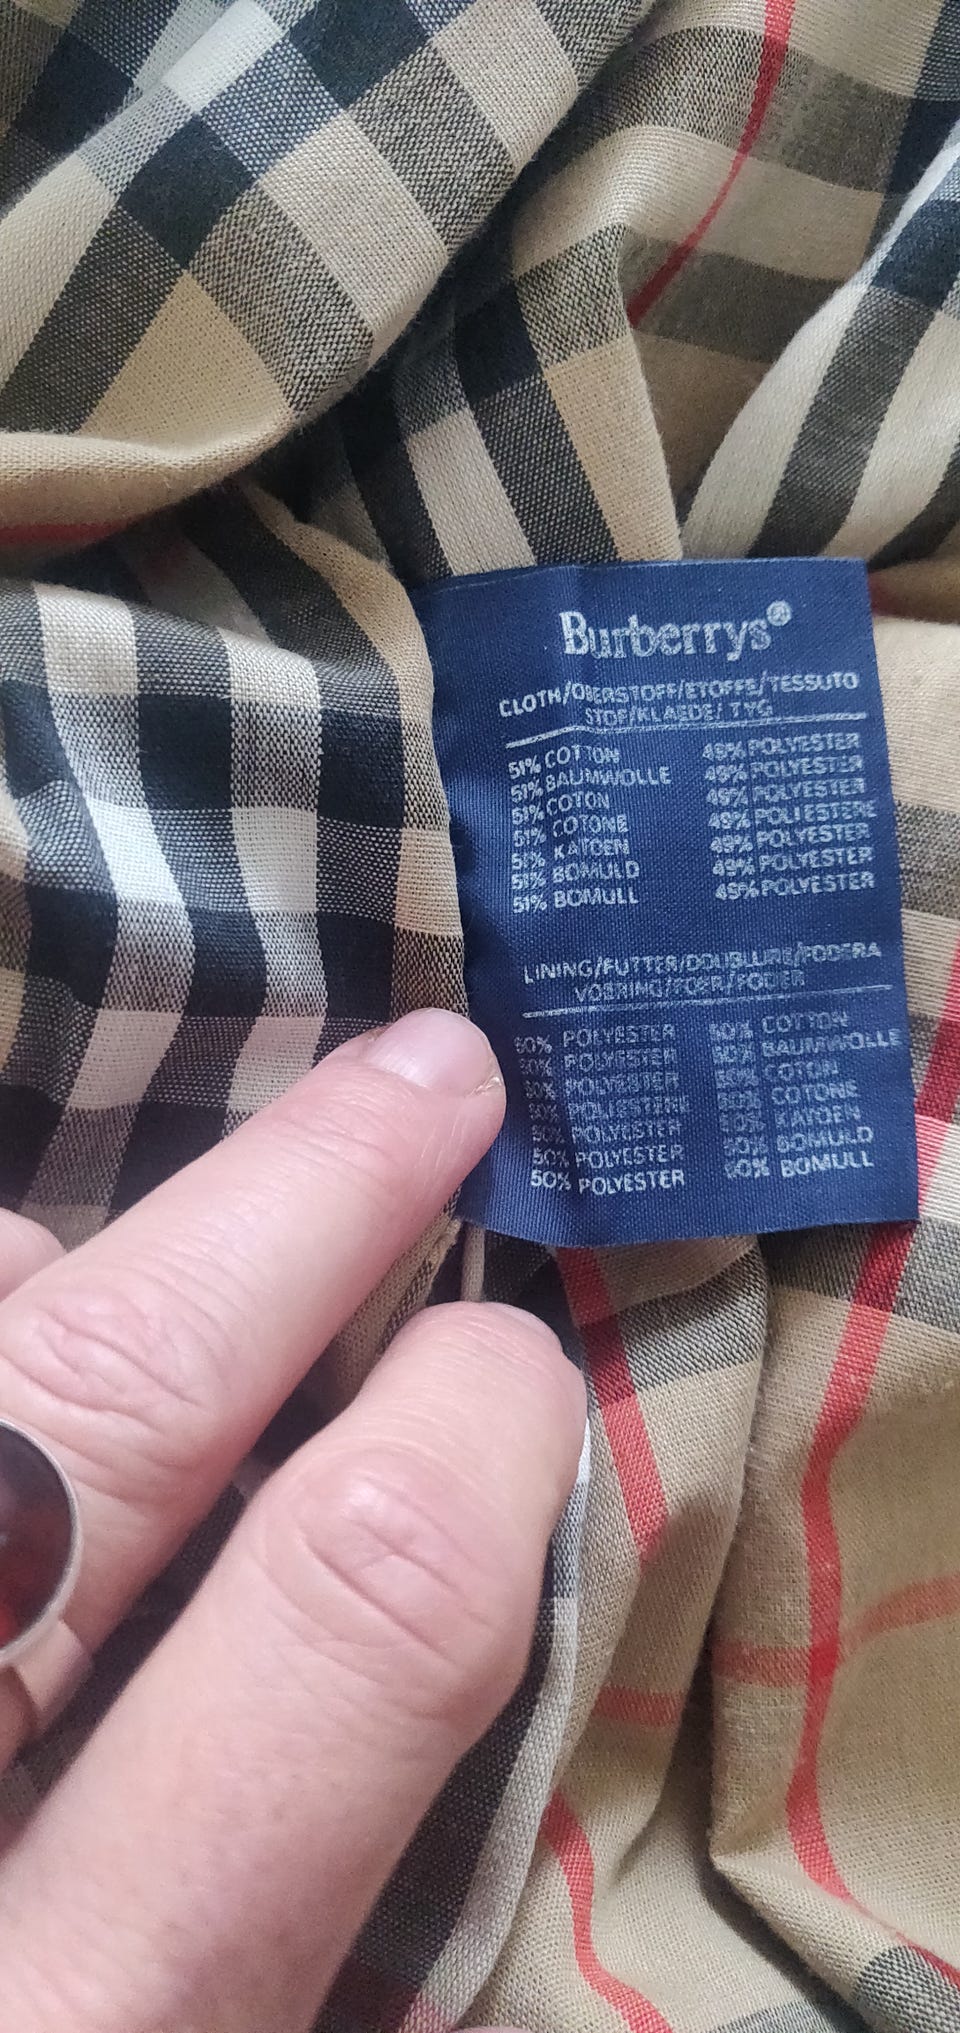 Burberrys®
CLOTH/OBERSTOFF/ETOFFE/TESSUTO
STOF/KLAEDE/TYG
51% COTTON 49% POLYESTER
51% BAUMWOLLE 49% POLYESTER
51% COTON 49% POLYESTER
51% COTONE 49% POLIESTERE
51% KATOEN 49% POLYESTER
51% BOMULD 49% POLYESTER
51% BOMULL 49% POLYESTER
LINING/FUTTER/DOUBLURE/FODERA
VOERING/FOER/FODER
50% POLYESTER 50% COTTON
50% POLYESTER 50% BAUMWOLLE
50% POLYESTER 50% COTON
50% POLIESTERE 50% COTONE
50% POLYESTER 50% KATOEN
50% POLYESTER 50% BOMULD
50% POLYESTER 50% BOMULL